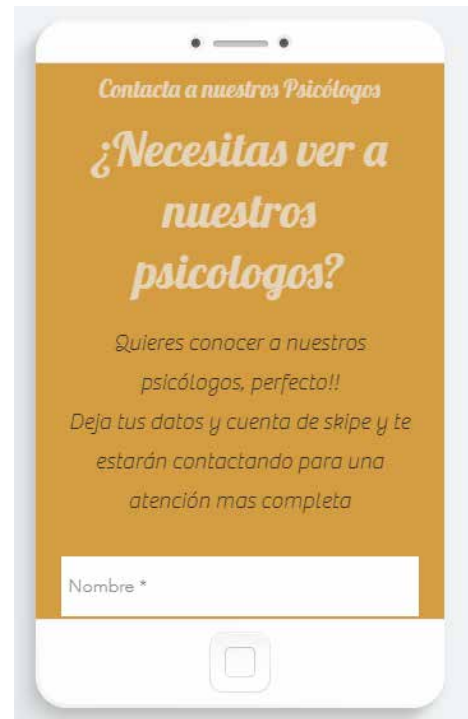 Contacta a nuestros Psicólogos
¿Necesitas ver a
nuestros
psicologos?
Quieres conocer a nuestros
psicólogos, perfecto!!
Deja tus datos y cuenta de skipe y te
estarán contactando para una
atención mas completa
Nombre *